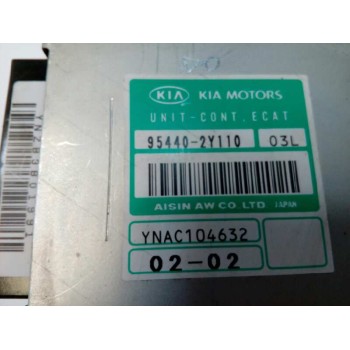 KIA KIA MOTORS
UNIT-CONT, ECAT
95440-2Y110 03L
AISIN AW CO. LTD JAPAN
YNAC104632
02-02